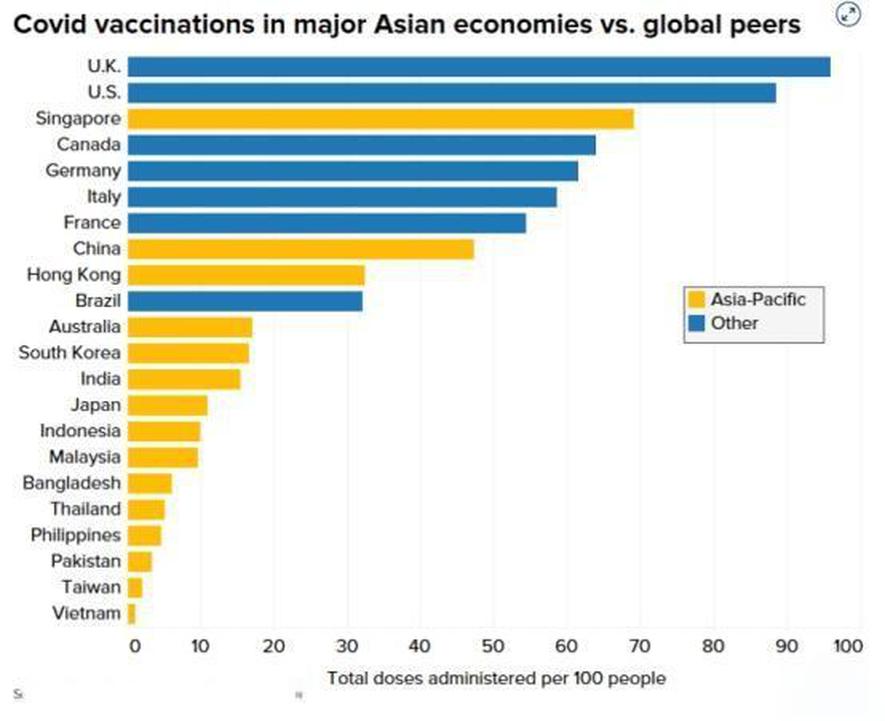 Covid vaccinations in major Asian economies vs. global peers
U.K.
U.S.
Singapore
Canada
Germany
Italy
France
China
Hong Kong
Brazil
Australia
South Korea
India
Japan
Indonesia
Malaysia
Bangladesh
Thailand
Philippines
Pakistan
Taiwan
Vietnam
Asia-Pacific
Other
0 10 20 30 40 50 60 70 80 90 100
Total doses administered per 100 people